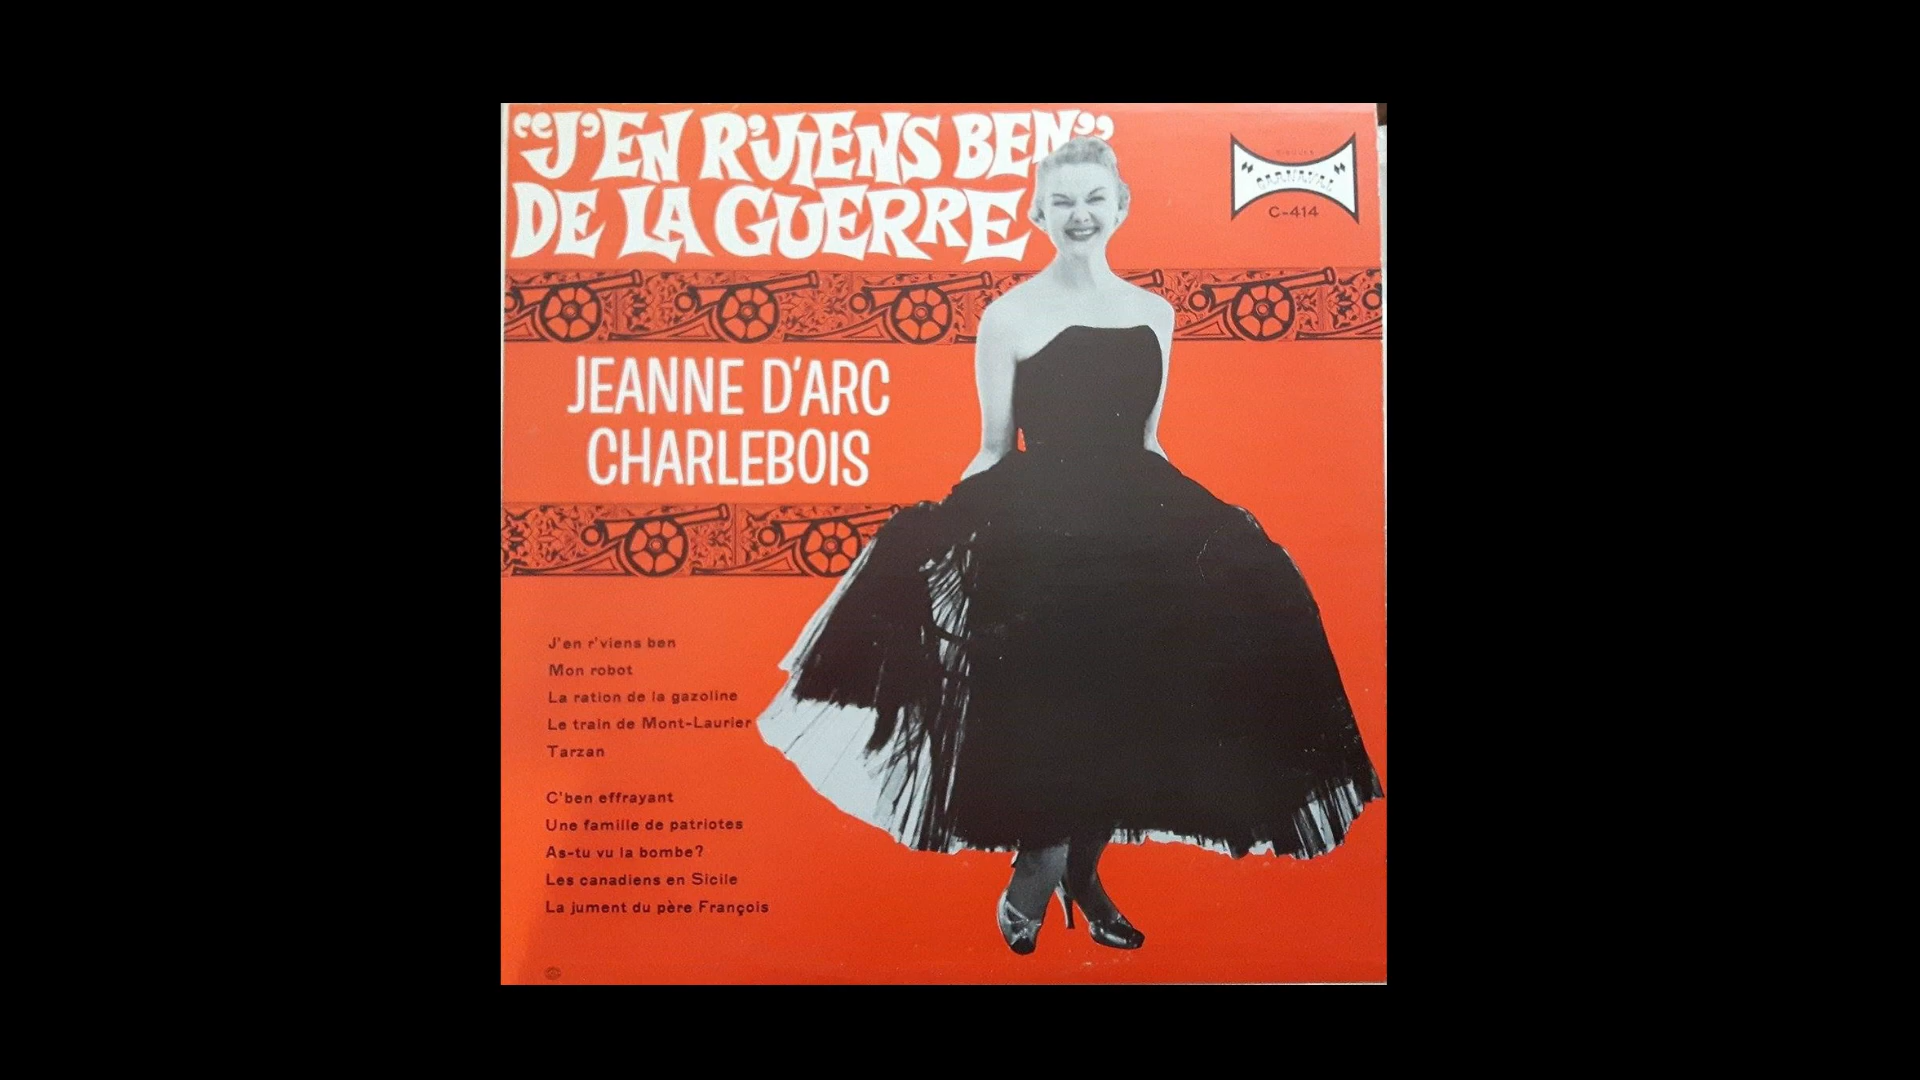 “J’EN R’VIENS BEN”
DE LA GUERRE
DISQUES
CARNAVAL
C-414
JEANNE D’ARC
CHARLEBOIS
J’en r’viens ben
Mon robot
La ration de la gazoline
Le train de Mont-Laurier
Tarzan
C’ben effrayant
Une famille de patriotes
As-tu vu la bombe?
Les canadiens en Sicile
La jument du père François